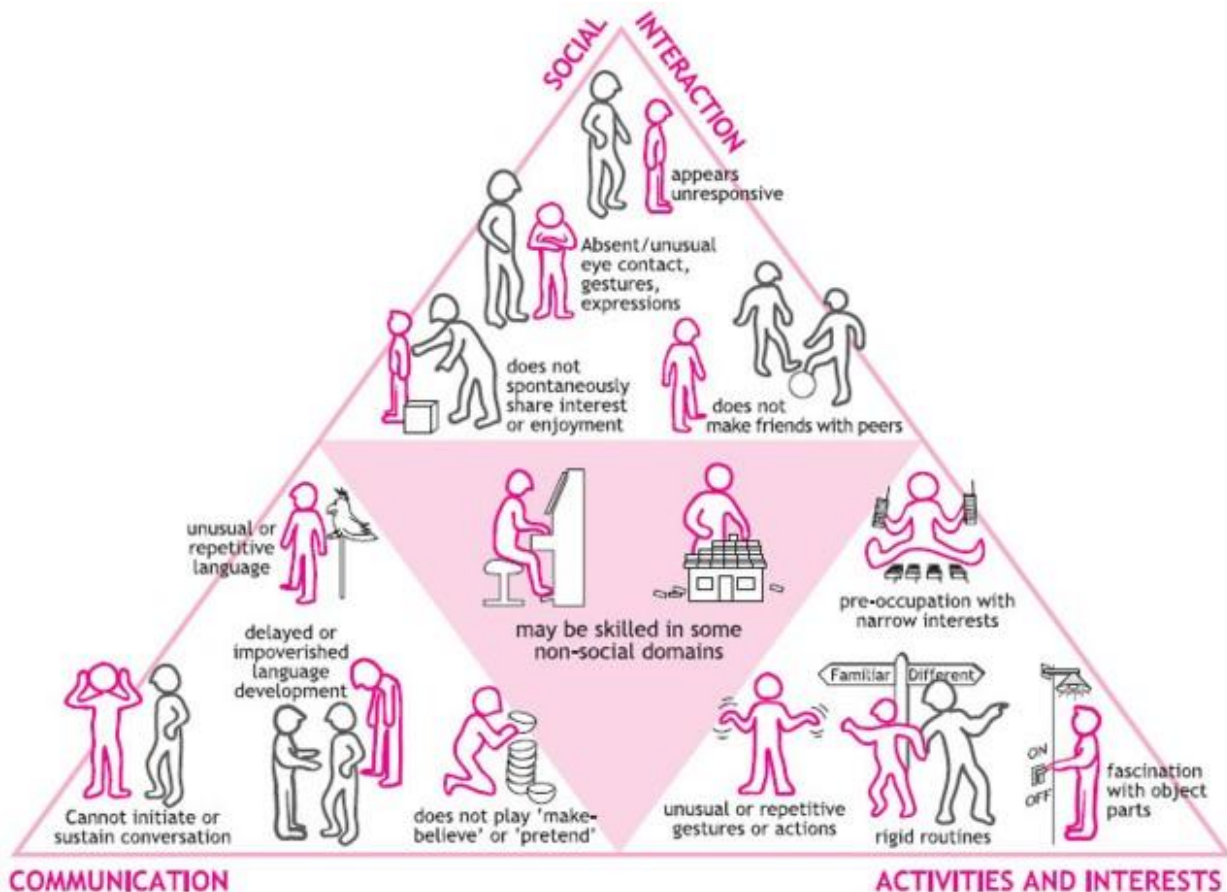 SOCIAL
INTERACTION
appears
unresponsive
Absent/unusual
eye contact,
gestures,
expressions
does not
spontaneously
share interest
or enjoyment
does not
make friends with peers
unusual or
repetitive
language
delayed or
impoverished
language
development
Cannot initiate or
sustain conversation
does not play 'make-
believe' or 'pretend'
may be skilled in some
non-social domains
pre-occupation with
narrow interests
unusual or repetitive
gestures or actions
Familiar
Different
rigid routines
ON
OFF
fascination
with object
parts
COMMUNICATION
ACTIVITIES AND INTERESTS